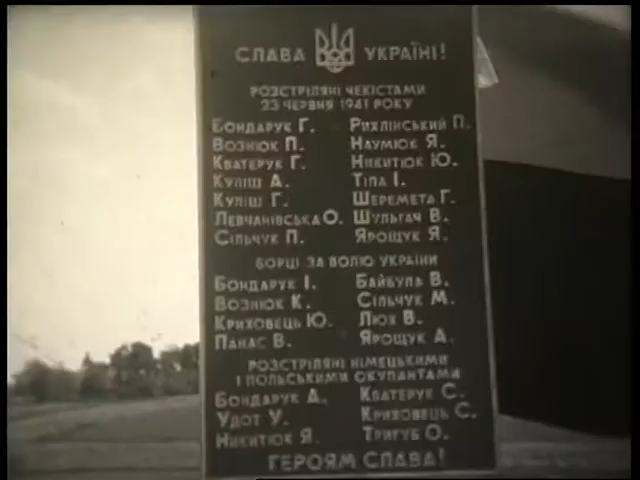 СЛАВА УКРАЇНІ!
РОЗСТРІЛЯНІ ЧЕКІСТАМИ
23 ЧЕРВНЯ 1941 РОКУ
БОНДАРУК Г. РИХЛІНСЬКИЙ П.
ВОЗНЮК П. НАУМЮК Я.
КВАТЕРУК Г. НИКИТЮК Ю.
КУЛІШ А. ТІПА І.
КУЛІШ Г. ШЕРЕМЕТА Г.
ЛЕВЧАНІВСЬКА О. ШУЛЬГАЧ В.
СІЛЬЧУК П. ЯРОЩУК Я.
БОРЦІ ЗА ВОЛЮ УКРАЇНИ
БОНДАРУК І. БАЙБУЛА В.
ВОЗНЮК К. СІЛЬЧУК М.
КРИХОВЕЦЬ Ю. ЛЮХ В.
ПАНАС В. ЯРОЩУК А.
РОЗСТРІЛЯНІ НІМЕЦЬКИМИ
І ПОЛЬСЬКИМИ ОКУПАНТАМИ
БОНДАРУК А. КВАТЕРУК С.
УДОТ У. КРИХОВЕЦЬ С.
НИКИТЮК Я. ТРИГУБ О.
ГЕРОЯМ СЛАВА!